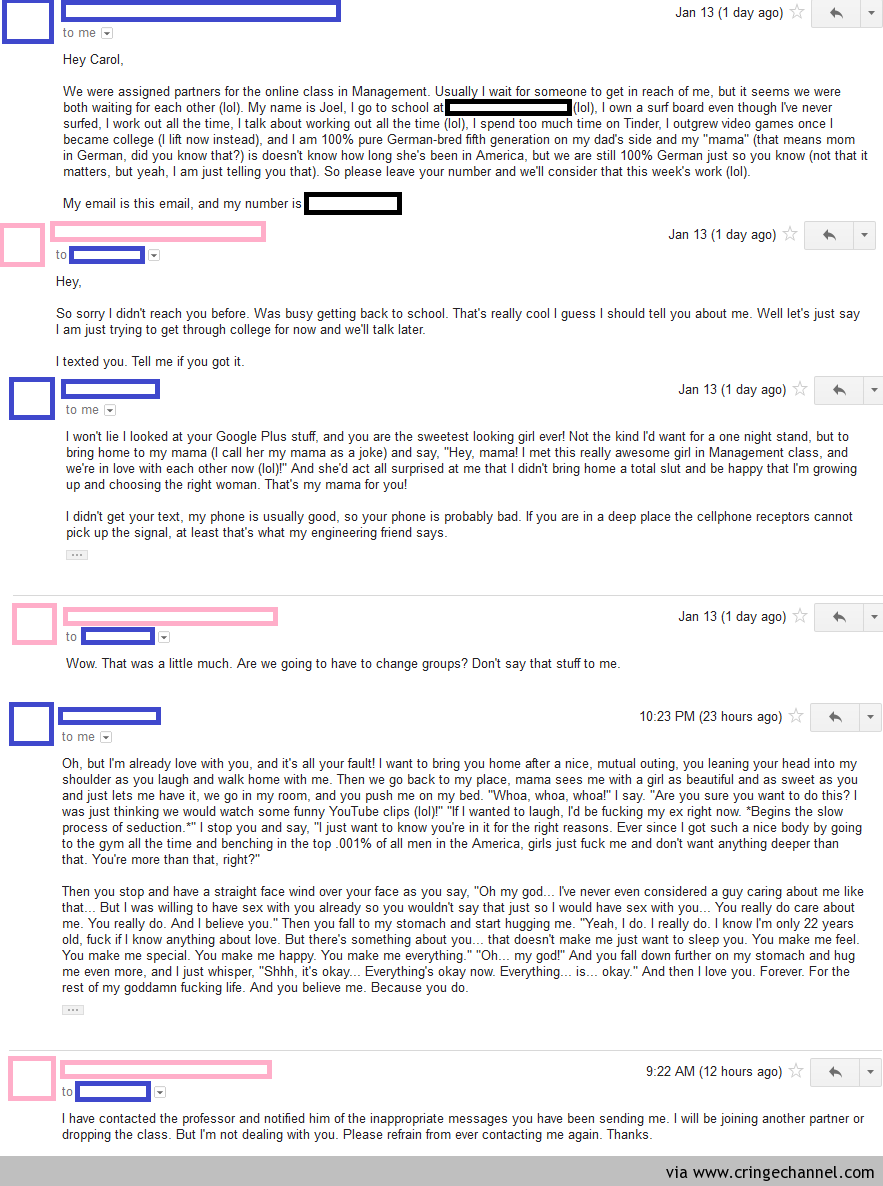 Jan 13 (1 day ago)
to me
Hey Carol,
We were assigned partners for the online class in Management. Usually I wait for someone to get in reach of me, but it seems we were
both waiting for each other (lol). My name is Joel, I go to school at (lol), I own a surf board even though I've never
surfed, I work out all the time, I talk about working out all the time (lol), I spend too much time on Tinder, I outgrew video games once I
became college (I lift now instead), and I am 100% pure German-bred fifth generation on my dad's side and my "mama" (that means mom
in German, did you know that?) is doesn't know how long she's been in America, but we are still 100% German just so you know (not that it
matters, but yeah, I am just telling you that). So please leave your number and we'll consider that this week's work (lol).
My email is this email, and my number is
Jan 13 (1 day ago)
to
Hey,
So sorry I didn't reach you before. Was busy getting back to school. That's really cool I guess I should tell you about me. Well let's just say
I am just trying to get through college for now and we'll talk later.
I texted you. Tell me if you got it.
Jan 13 (1 day ago)
to me
I won't lie I looked at your Google Plus stuff, and you are the sweetest looking girl ever! Not the kind I'd want for a one night stand, but to
bring home to my mama (I call her my mama as a joke) and say, "Hey, mama! I met this really awesome girl in Management class, and
we're in love with each other now (lol)!" And she'd act all surprised at me that I didn't bring home a total slut and be happy that I'm growing
up and choosing the right woman. That's my mama for you!
I didn't get your text, my phone is usually good, so your phone is probably bad. If you are in a deep place the cellphone receptors cannot
pick up the signal, at least that's what my engineering friend says.
Jan 13 (1 day ago)
to
Wow. That was a little much. Are we going to have to change groups? Don't say that stuff to me.
10:23 PM (23 hours ago)
to me
Oh, but I'm already love with you, and it's all your fault! I want to bring you home after a nice, mutual outing, you leaning your head into my
shoulder as you laugh and walk home with me. Then we go back to my place, mama sees me with a girl as beautiful and as sweet as you
and just lets me have it, we go in my room, and you push me on my bed. "Whoa, whoa, whoa!" I say. "Are you sure you want to do this? I
was just thinking we would watch some funny YouTube clips (lol)!" "If I wanted to laugh, I'd be fucking my ex right now. *Begins the slow
process of seduction.*" I stop you and say, "I just want to know you're in it for the right reasons. Ever since I got such a nice body by going
to the gym all the time and benching in the top .001% of all men in the America, girls just fuck me and don't want anything deeper than
that. You're more than that, right?"
Then you stop and have a straight face wind over your face as you say, "Oh my god... I've never even considered a guy caring about me like
that... But I was willing to have sex with you already so you wouldn't say that just so I would have sex with you... You really do care about
me. You really do. And I believe you." Then you fall to my stomach and start hugging me. "Yeah, I do. I really do. I know I'm only 22 years
old, fuck if I know anything about love. But there's something about you... that doesn't make me just want to sleep you. You make me feel.
You make me special. You make me happy. You make me everything." "Oh... my god!" And you fall down further on my stomach and hug
me even more, and I just whisper, "Shhh, it's okay... Everything's okay now. Everything... is... okay." And then I love you. Forever. For the
rest of my goddamn fucking life. And you believe me. Because you do.
9:22 AM (12 hours ago)
to
I have contacted the professor and notified him of the inappropriate messages you have been sending me. I will be joining another partner or
dropping the class. But I'm not dealing with you. Please refrain from ever contacting me again. Thanks.
via www.cringechannel.com